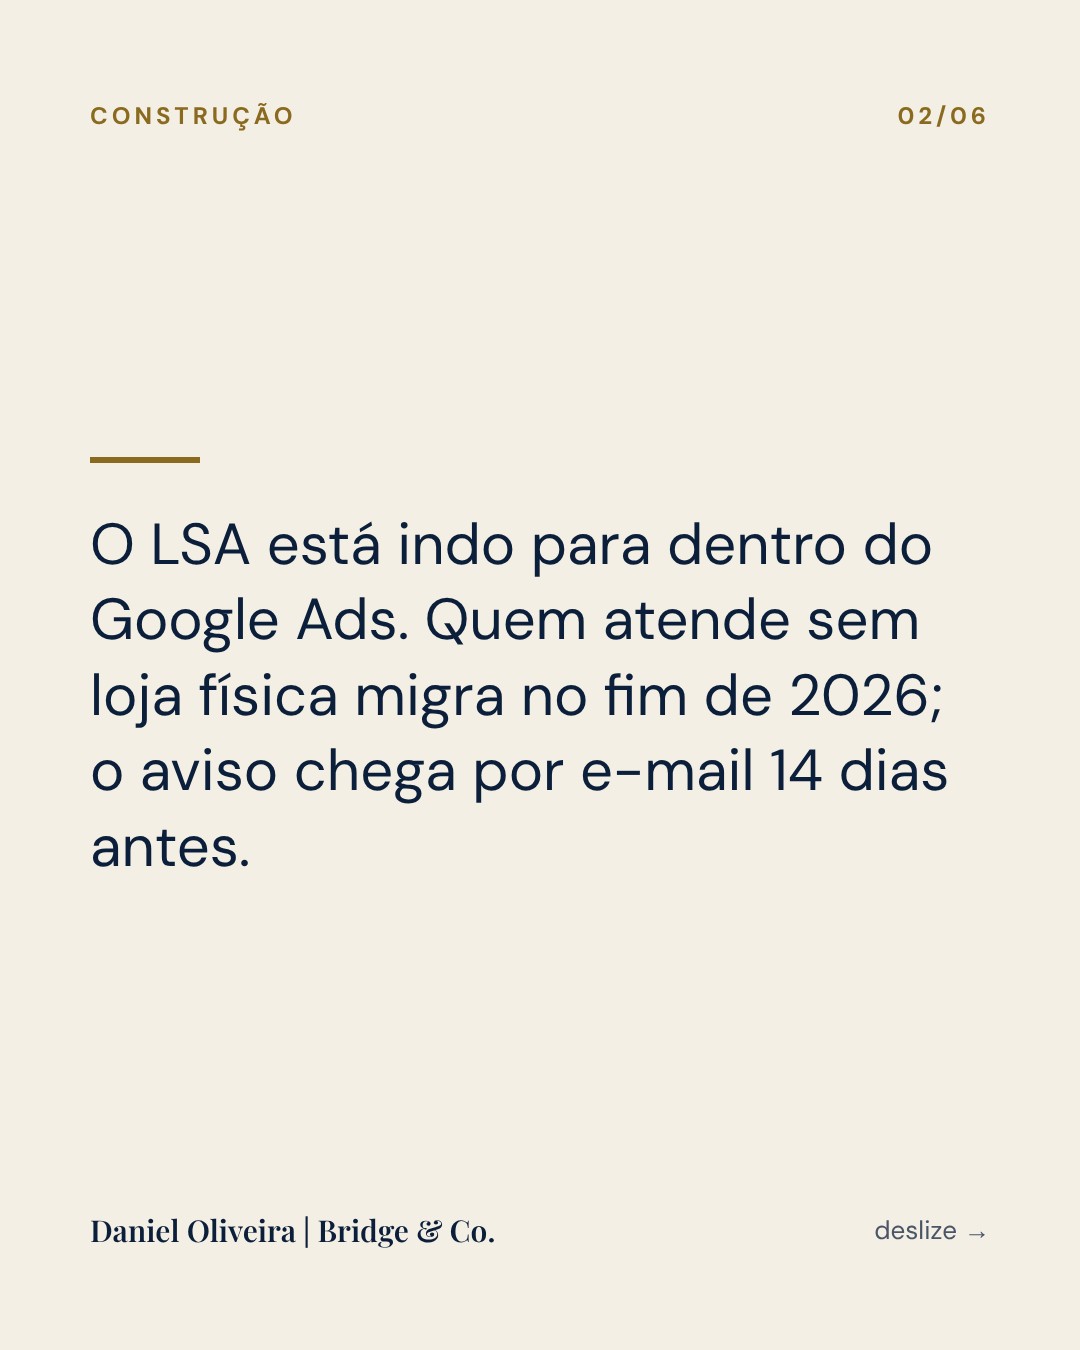 CONSTRUÇÃO 02/06
O LSA está indo para dentro do
Google Ads. Quem atende sem
loja física migra no fim de 2026;
o aviso chega por e-mail 14 dias
antes.
Daniel Oliveira | Bridge & Co. deslize →